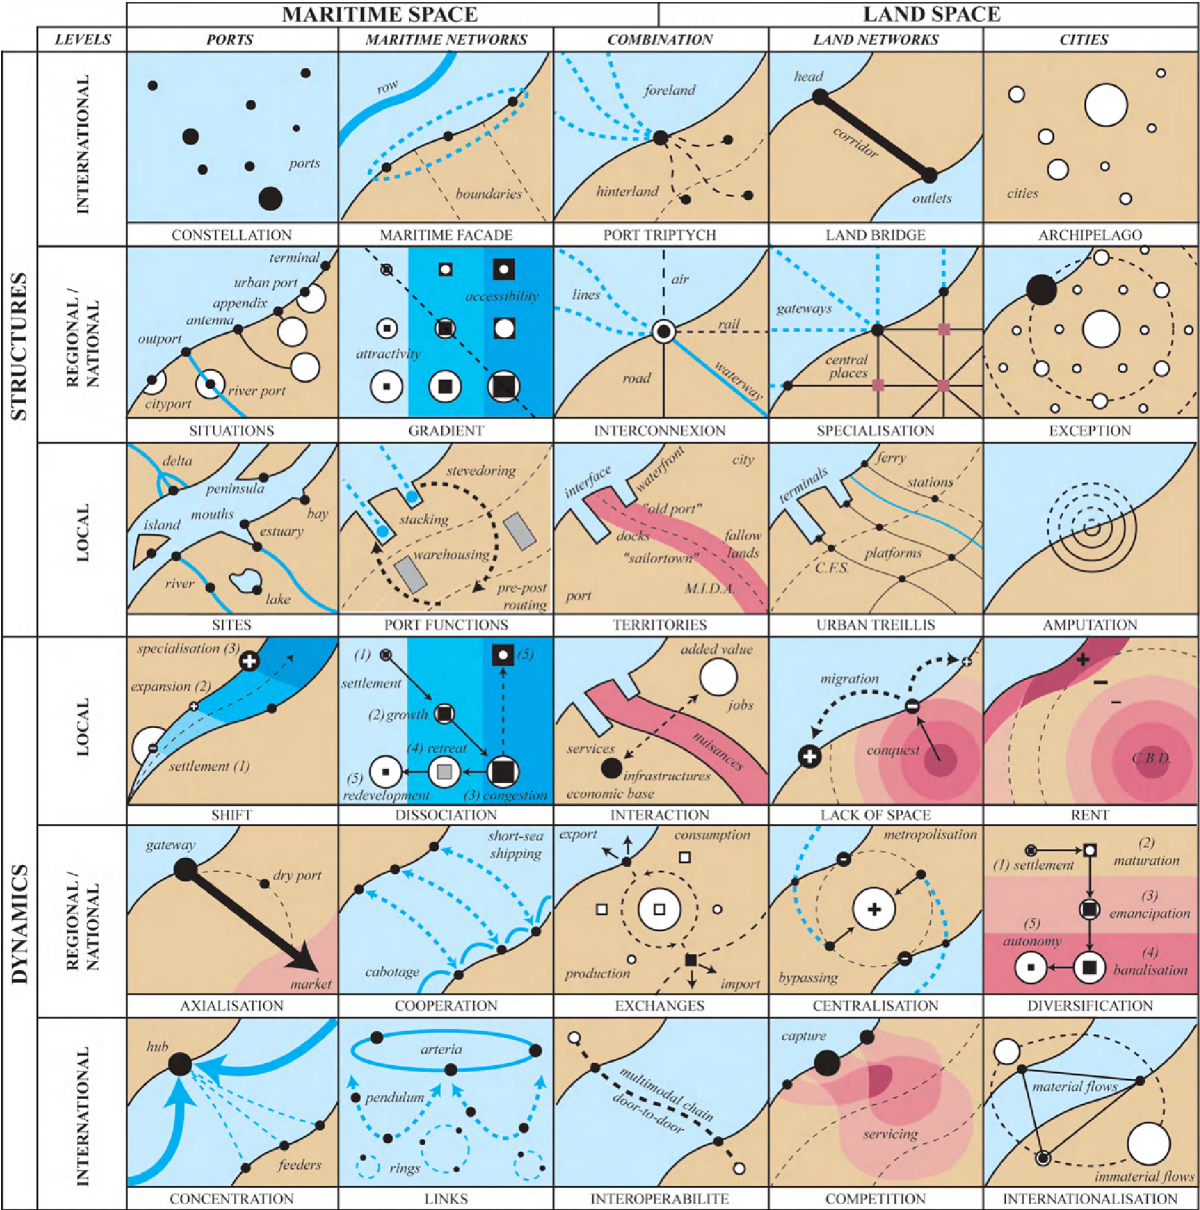 MARITIME SPACE
LAND SPACE
LEVELS
PORTS
MARITIME NETWORKS
COMBINATION
LAND NETWORKS
CITIES
STRUCTURES
INTERNATIONAL
row
ports
boundaries
foreland
hinterland
head
corridor
outlets
cities
CONSTELLATION
MARITIME FACADE
PORT TRIPTYCH
LAND BRIDGE
ARCHIPELAGO
REGIONAL /
NATIONAL
terminal
urban port
appendix
antenna
outport
river port
cityport
accessibility
attractivity
lines
air
rail
road
waterway
gateways
central
places
SITUATIONS
GRADIENT
INTERCONNEXION
SPECIALISATION
EXCEPTION
LOCAL
delta
peninsula
island
mouths
bay
estuary
river
lake
stevedoring
stacking
warehousing
pre-post
routing
interface
waterfront
city
"old port"
docks
fallow
lands
"sailortown"
M.I.D.A.
port
terminals
ferry
stations
platforms
C.F.S.
SITES
PORT FUNCTIONS
TERRITORIES
URBAN TREILLIS
AMPUTATION
DYNAMICS
LOCAL
specialisation (3)
expansion (2)
settlement (1)
(1)
settlement
(5)
(2) growth
(4) retreat
(5)
redevelopment
(3) congestion
added value
jobs
services
nuisances
infrastructures
economic base
migration
conquest
C.B.D.
SHIFT
DISSOCIATION
INTERACTION
LACK OF SPACE
RENT
REGIONAL /
NATIONAL
gateway
dry port
market
short-sea
shipping
cabotage
export
consumption
production
import
metropolisation
bypassing
(1) settlement
(2)
maturation
(3)
emancipation
(5)
autonomy
(4)
banalisation
AXIALISATION
COOPERATION
EXCHANGES
CENTRALISATION
DIVERSIFICATION
INTERNATIONAL
hub
feeders
arteria
pendulum
rings
multimodal chain
door-to-door
capture
servicing
material flows
immaterial flows
CONCENTRATION
LINKS
INTEROPERABILITE
COMPETITION
INTERNATIONALISATION